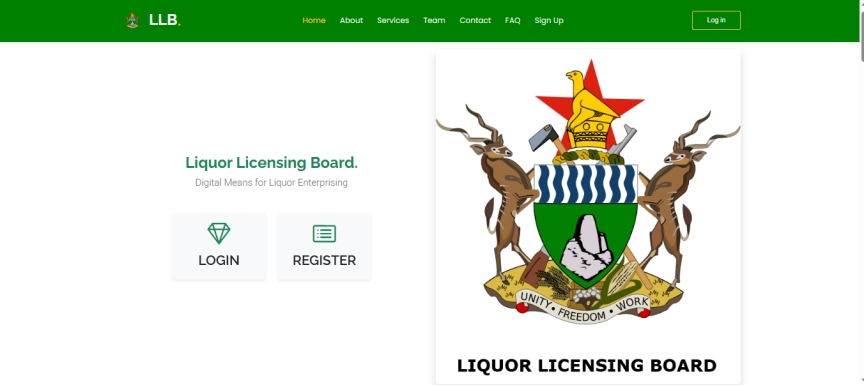 LLB.
Home About Services Team Contact FAQ Sign Up
Log in
Liquor Licensing Board.
Digital Means for Liquor Enterprising
LOGIN
REGISTER
UNITY • FREEDOM • WORK
LIQUOR LICENSING BOARD